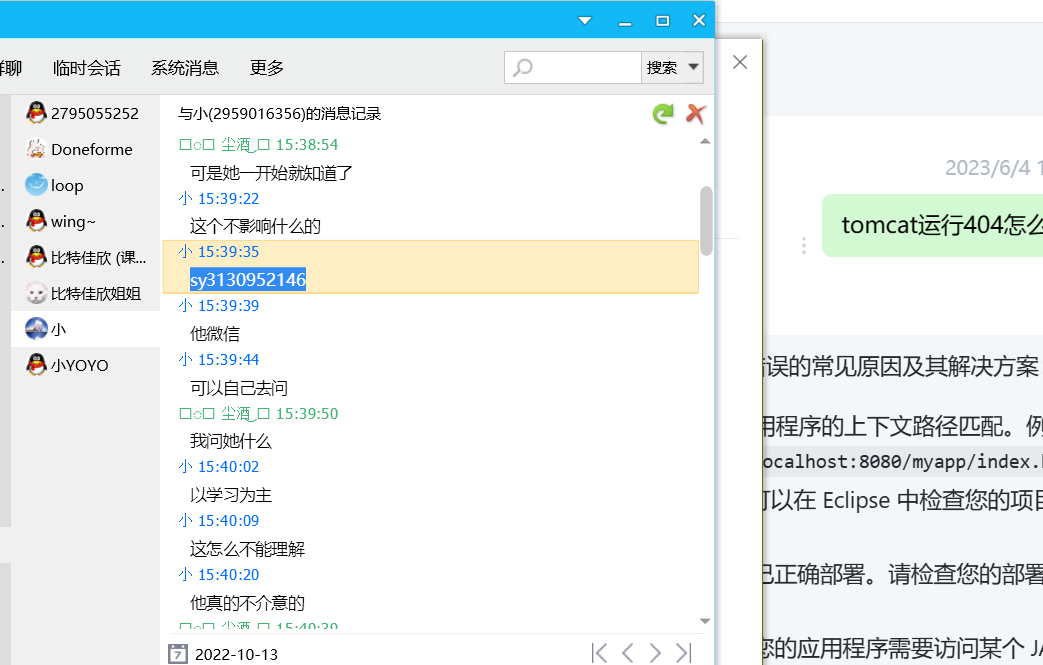 群聊 临时会话 系统消息 更多 搜索
2795055252
Doneforme
loop
wing~
比特佳欣 (课...
比特佳欣姐姐
小
小YOYO
与小(2959016356)的消息记录
尘酒 15:38:54
可是她一开始就知道了
小 15:39:22
这个不影响什么的
小 15:39:35
sy3130952146
小 15:39:39
他微信
小 15:39:44
可以自己去问
尘酒 15:39:50
我问她什么
小 15:40:02
以学习为主
小 15:40:09
这怎么不能理解
小 15:40:20
他真的不介意的
尘酒 15:40:39
7 2022-10-13
2023/6/4 1
tomcat运行404怎么
误的常见原因及其解决方案
用程序的上下文路径匹配。例
ocalhost:8080/myapp/index.
可以在 Eclipse 中检查您的项目
已正确部署。请检查您的部署
您的应用程序需要访问某个 JA